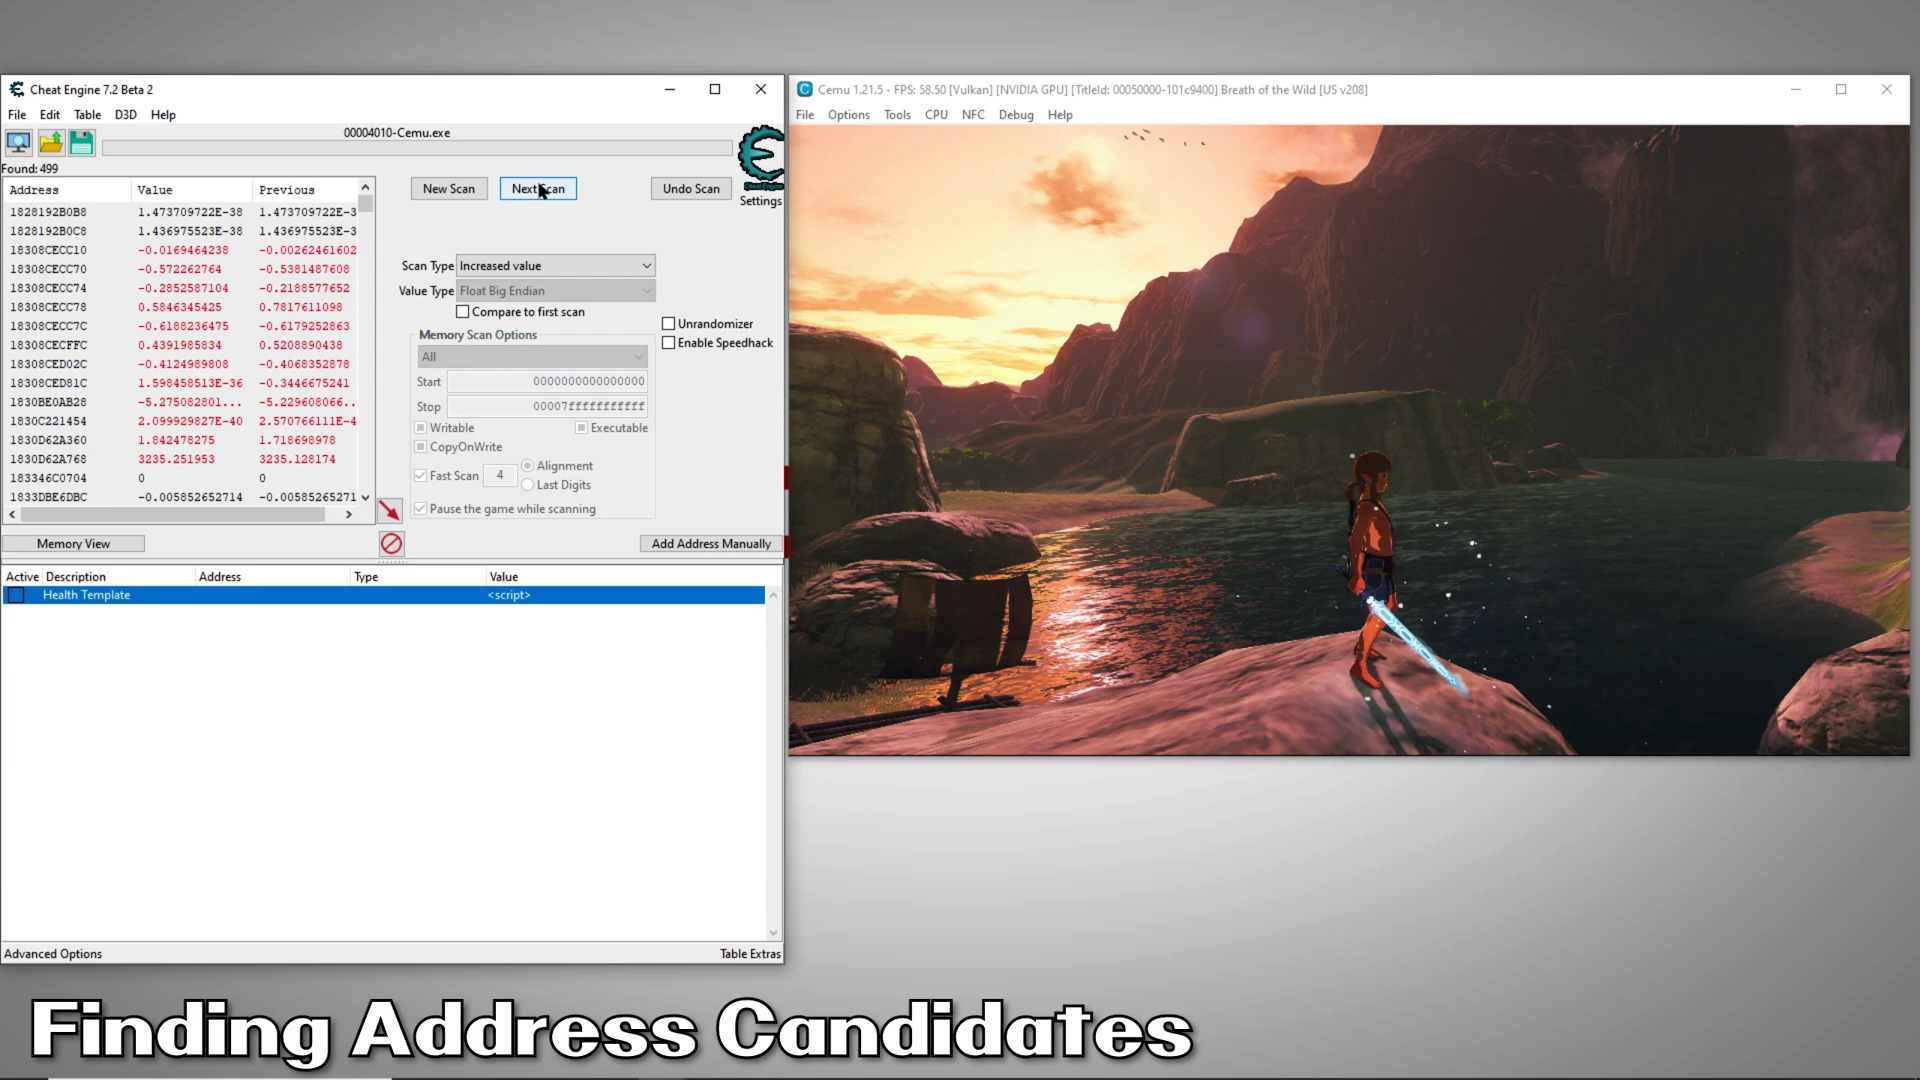 Cheat Engine 7.2 Beta 2
File Edit Table D3D Help
00004010-Cemu.exe
Found: 499
Address Value Previous
1828192B0B8 1.473709722E-38 1.473709722E-3
1828192B0C8 1.436975523E-38 1.436975523E-3
18308CECC10 -0.0169464238 -0.00262461602
18308CECC70 -0.572262764 -0.5381487608
18308CECC74 -0.2852587104 -0.2188577652
18308CECC78 0.5846345425 0.7817611098
18308CECC7C -0.6188236475 -0.6179252863
18308CECFFC 0.4391985834 0.5208890438
18308CED02C -0.4124989808 -0.4068352878
18308CED81C 1.598458513E-36 -0.3446675241
1830BE0AB28 -5.275082801... -5.229608066..
1830C221454 2.099929827E-40 2.570766111E-4
1830D62A360 1.842478275 1.718698978
1830D62A768 3235.251953 3235.128174
183346C0704 0 0
1833DBE6DBC -0.005852652714 -0.00585265271
New Scan Next Scan Undo Scan
Cheat Engine
Settings
Scan Type Increased value
Value Type Float Big Endian
Compare to first scan
Memory Scan Options
All
Start 0000000000000000
Stop 00007fffffffffff
Writable Executable
CopyOnWrite
Fast Scan 4 Alignment
Last Digits
Pause the game while scanning
Unrandomizer
Enable Speedhack
Memory View
Add Address Manually
Active Description Address Type Value
Health Template <script>
Advanced Options Table Extras
Cemu 1.21.5 - FPS: 58.50 [Vulkan] [NVIDIA GPU] [TitleId: 00050000-101c9400] Breath of the Wild [US v208]
File Options Tools CPU NFC Debug Help
Finding Address Candidates